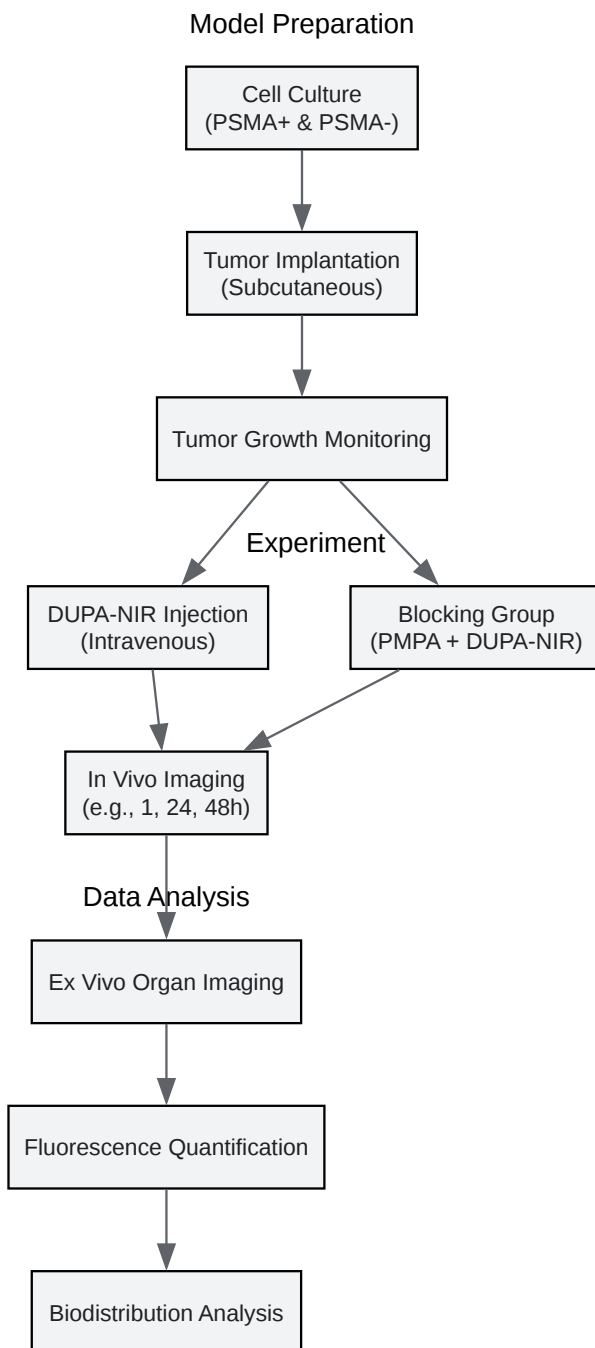 Model Preparation
Cell Culture
(PSMA+ & PSMA-)
Tumor Implantation
(Subcutaneous)
Tumor Growth Monitoring
Experiment
DUPA-NIR Injection
(Intravenous)
Blocking Group
(PMPA + DUPA-NIR)
In Vivo Imaging
(e.g., 1, 24, 48h)
Data Analysis
Ex Vivo Organ Imaging
Fluorescence Quantification
Biodistribution Analysis